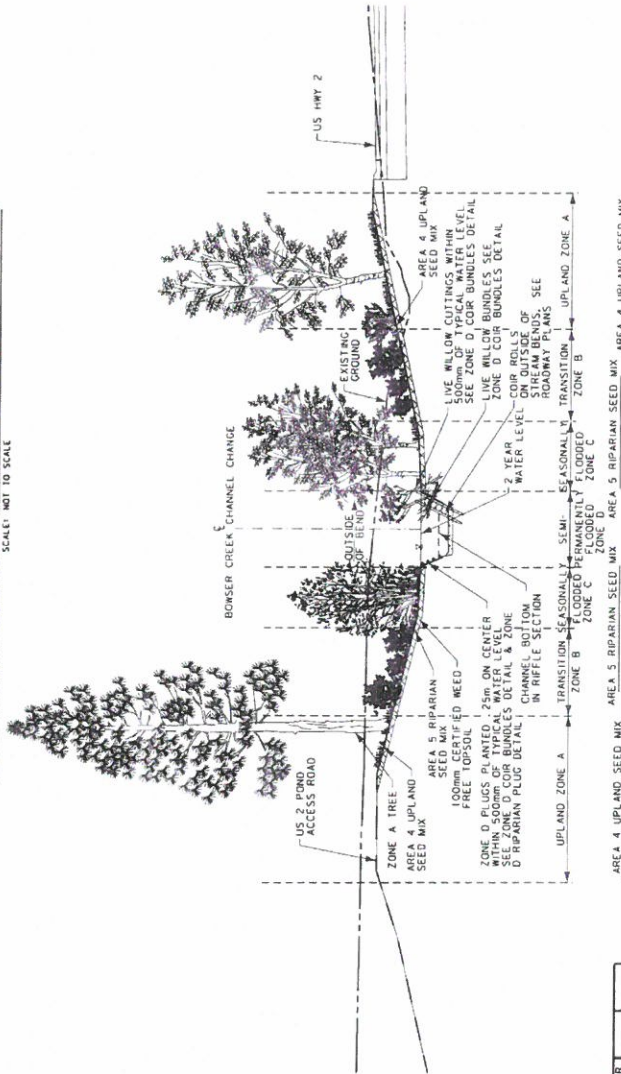 SCALE: NOT TO SCALE
BOWSER CREEK CHANNEL CHANGE
US HWY 2
OUTSIDE
OF BEND
EXISTING
GROUND
US 2 POND
ACCESS ROAD
ZONE A TREE
AREA 4 UPLAND
SEED MIX
AREA 5 RIPARIAN
SEED MIX
100mm CERTIFIED WEED
FREE TOPSOIL
ZONE D PLUGS PLANTED .25m ON CENTER
WITHIN 500mm OF TYPICAL WATER LEVEL
SEE ZONE D COIR BUNDLES DETAIL & ZONE
D RIPARIAN PLUG DETAIL
CHANNEL BOTTOM
IN RIFFLE SECTION
2 YEAR
WATER LEVEL
AREA 4 UPLAND
SEED MIX
LIVE WILLOW CUTTINGS WITHIN
500mm OF TYPICAL WATER LEVEL.
SEE ZONE D COIR BUNDLES DETAIL
LIVE WILLOW BUNDLES SEE
ZONE D COIR BUNDLES DETAIL
COIR ROLLS
ON OUTSIDE OF
STREAM BENDS. SEE
ROADWAY PLANS
UPLAND ZONE A
TRANSITION
ZONE B
SEASONALLY
FLOODED
ZONE C
SEMI-
PERMANENTLY
FLOODED
ZONE D
SEASONALLY
FLOODED
ZONE C
TRANSITION
ZONE B
UPLAND ZONE A
AREA 4 UPLAND SEED MIX
AREA 5 RIPARIAN SEED MIX
AREA 5 RIPARIAN SEED MIX
AREA 4 UPLAND SEED MIX